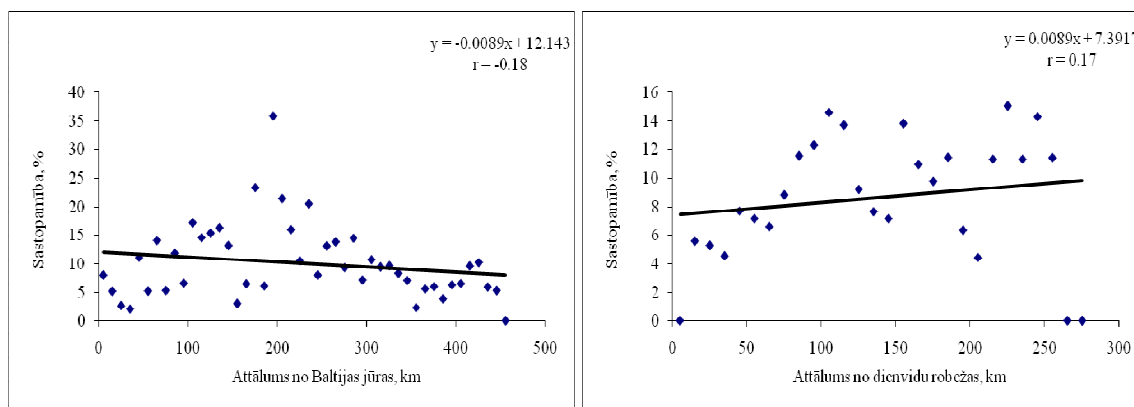 y = -0.0089x + 12.143
r = -0.18
40
35
30
25
20
15
10
5
0
0 100 200 300 400 500
Sastopamība, %
Attālums no Baltijas jūras, km
y = 0.0089x + 7.3917
r = 0.17
16
14
12
10
8
6
4
2
0
0 50 100 150 200 250 300
Sastopamība, %
Attālums no dienvidu robežas, km